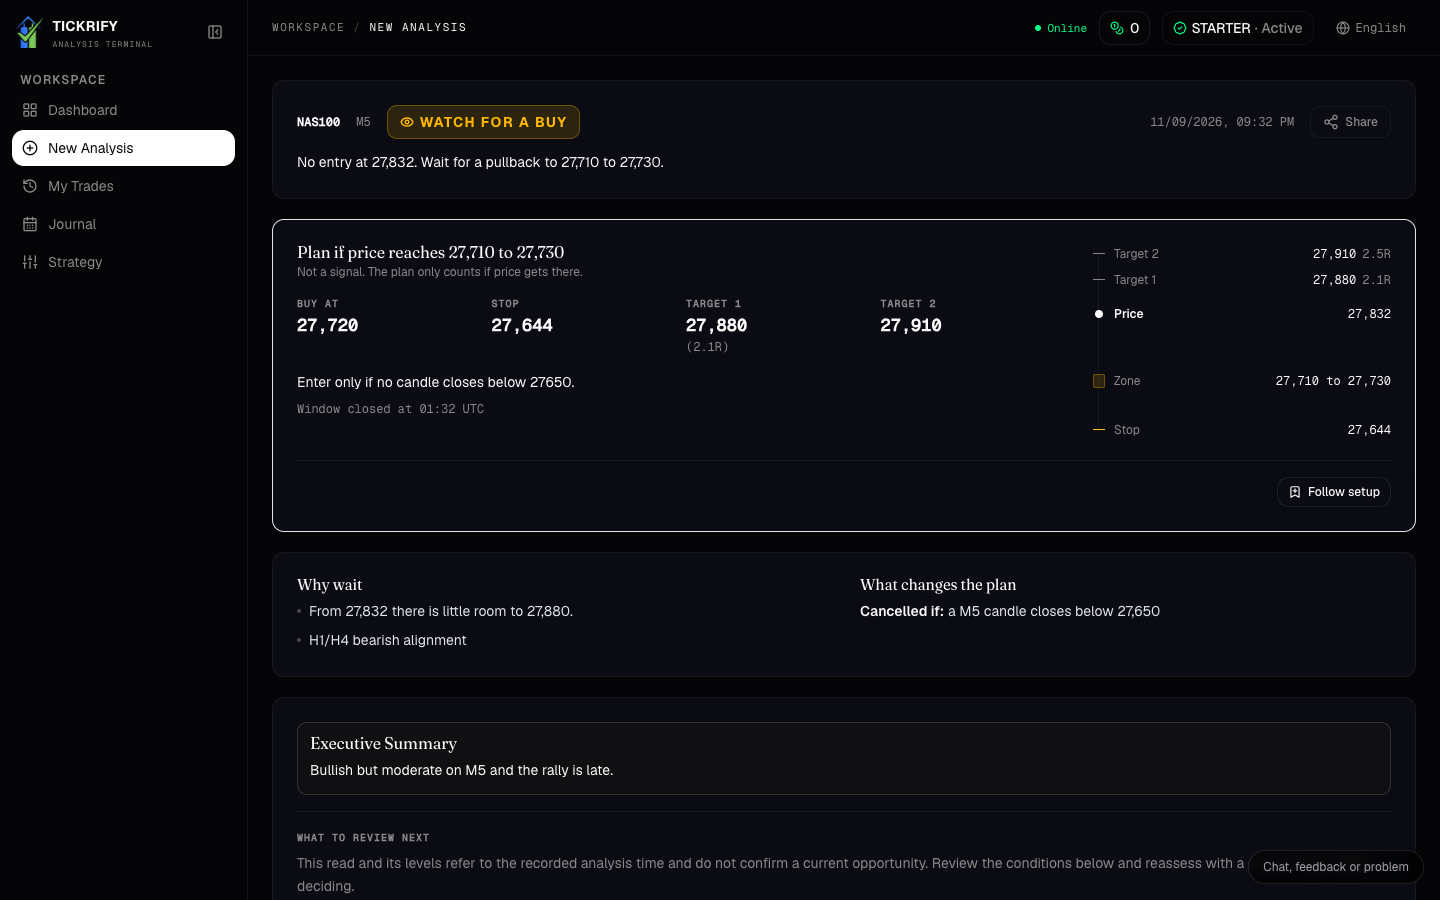 TICKRIFY
ANALYSIS TERMINAL
WORKSPACE
Dashboard
New Analysis
My Trades
Journal
Strategy
WORKSPACE / NEW ANALYSIS
Online
0
STARTER · Active
English
NAS100 M5 WATCH FOR A BUY
11/09/2026, 09:32 PM
Share
No entry at 27,832. Wait for a pullback to 27,710 to 27,730.
Plan if price reaches 27,710 to 27,730
Not a signal. The plan only counts if price gets there.
BUY AT
27,720
STOP
27,644
TARGET 1
27,880
(2.1R)
TARGET 2
27,910
Enter only if no candle closes below 27650.
Window closed at 01:32 UTC
Target 2 27,910 2.5R
Target 1 27,880 2.1R
Price 27,832
Zone 27,710 to 27,730
Stop 27,644
Follow setup
Why wait
From 27,832 there is little room to 27,880.
H1/H4 bearish alignment
What changes the plan
Cancelled if: a M5 candle closes below 27,650
Executive Summary
Bullish but moderate on M5 and the rally is late.
WHAT TO REVIEW NEXT
This read and its levels refer to the recorded analysis time and do not confirm a current opportunity. Review the conditions below and reassess with a
deciding.
Chat, feedback or problem